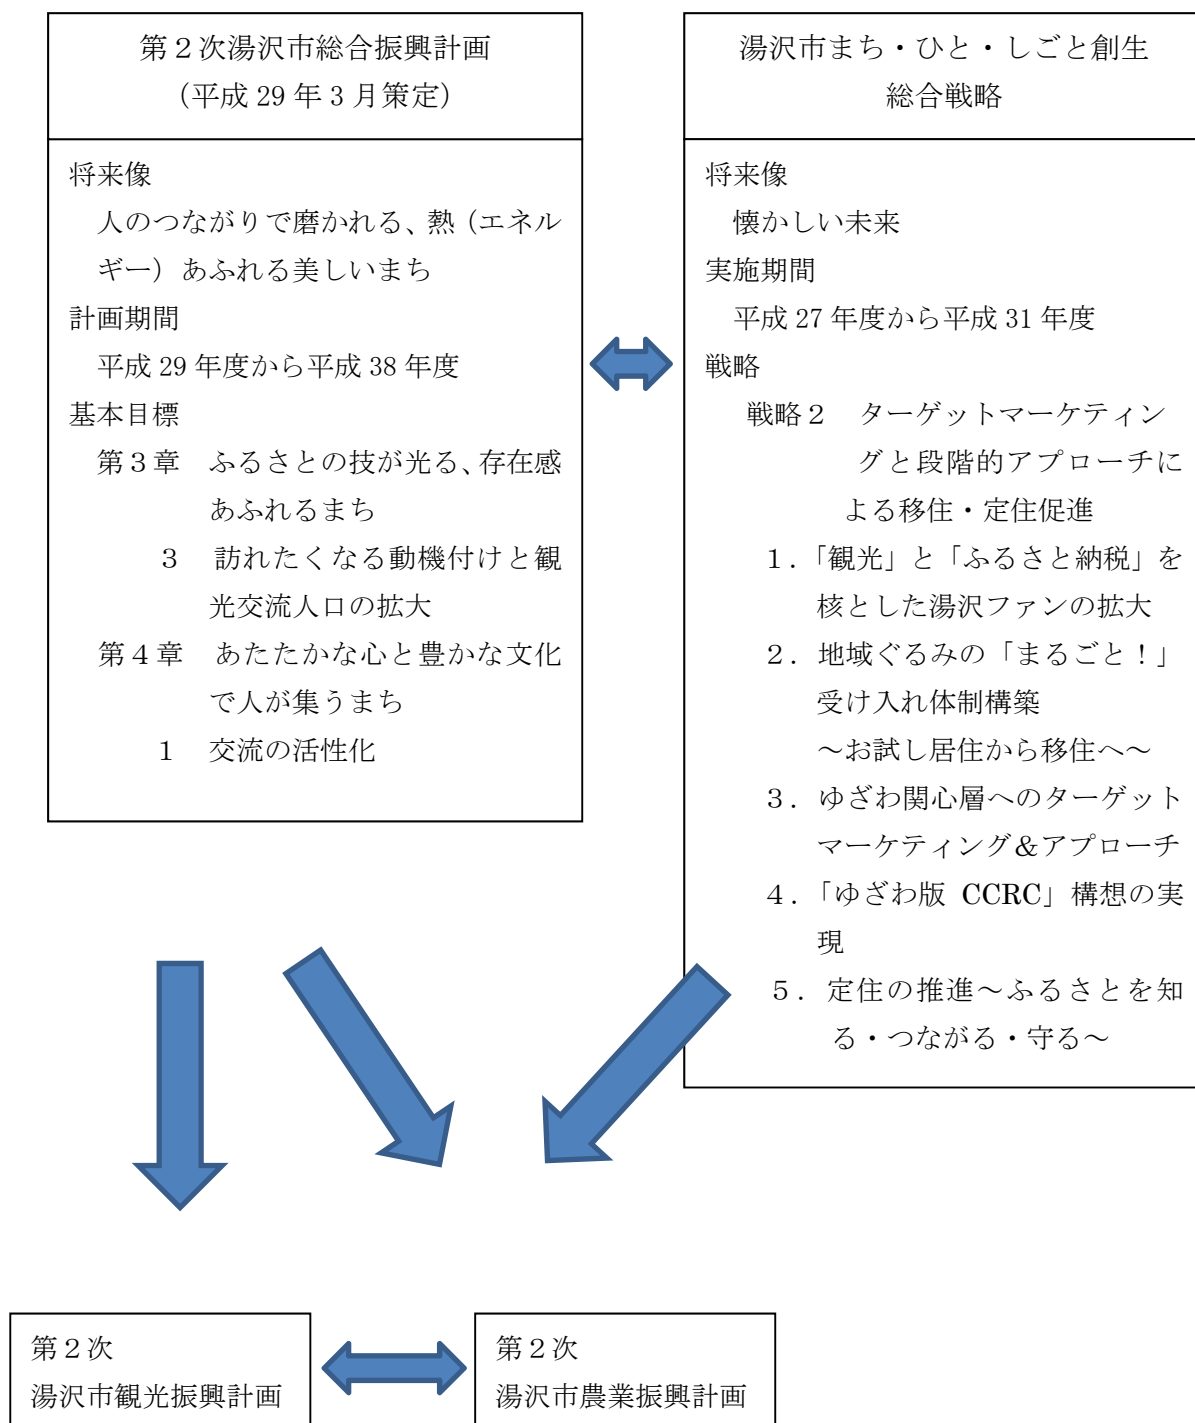 第２次湯沢市総合振興計画
（平成 29 年 3 月策定）
将来像
人のつながりで磨かれる、熱（エネル
ギー）あふれる美しいまち
計画期間
平成 29 年度から平成 38 年度
基本目標
第３章　ふるさとの技が光る、存在感
あふれるまち
３　訪れたくなる動機付けと観
光交流人口の拡大
第４章　あたたかな心と豊かな文化
で人が集うまち
１　交流の活性化
湯沢市まち・ひと・しごと創生
総合戦略
将来像
懐かしい未来
実施期間
平成 27 年度から平成 31 年度
戦略
戦略２　ターゲットマーケティン
グと段階的アプローチに
よる移住・定住促進
１．「観光」と「ふるさと納税」を
核とした湯沢ファンの拡大
２．地域ぐるみの「まるごと！」
受け入れ体制構築
～お試し居住から移住へ～
３．ゆざわ関心層へのターゲット
マーケティング＆アプローチ
４．「ゆざわ版 CCRC」構想の実
現
５．定住の推進～ふるさとを知
る・つながる・守る～
第２次
湯沢市観光振興計画
第２次
湯沢市農業振興計画